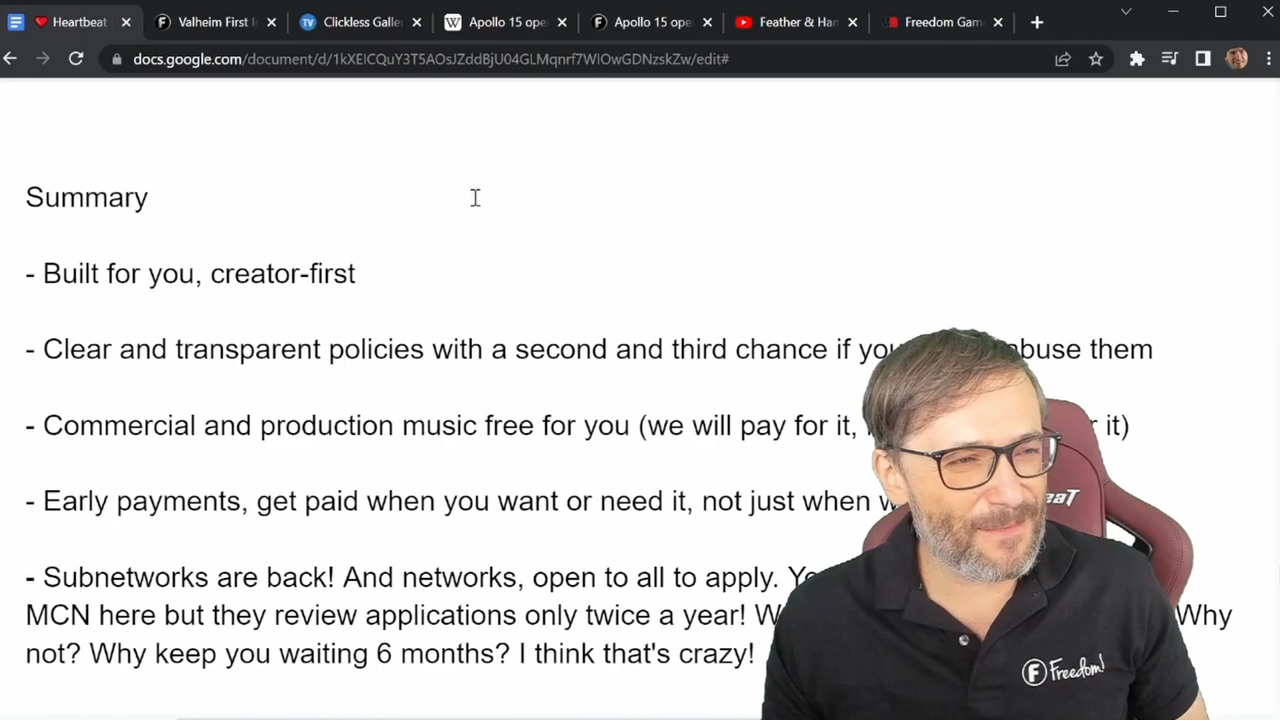 Heartbeat
Valheim First I
Clickless Galle
Apollo 15 ope
Apollo 15 ope
Feather & Han
Freedom Gam
docs.google.com/document/d/1kXElCQuY3T5AOsJZddBjU04GLMqnrf7WIOwGDNzskZw/edit#
Summary
- Built for you, creator-first
- Clear and transparent policies with a second and third chance if you abuse them
- Commercial and production music free for you (we will pay for it, it)
- Early payments, get paid when you want or need it, not just when
- Subnetworks are back! And networks, open to all to apply.
MCN here but they review applications only twice a year! Why
not? Why keep you waiting 6 months? I think that's crazy!
F Freedom!